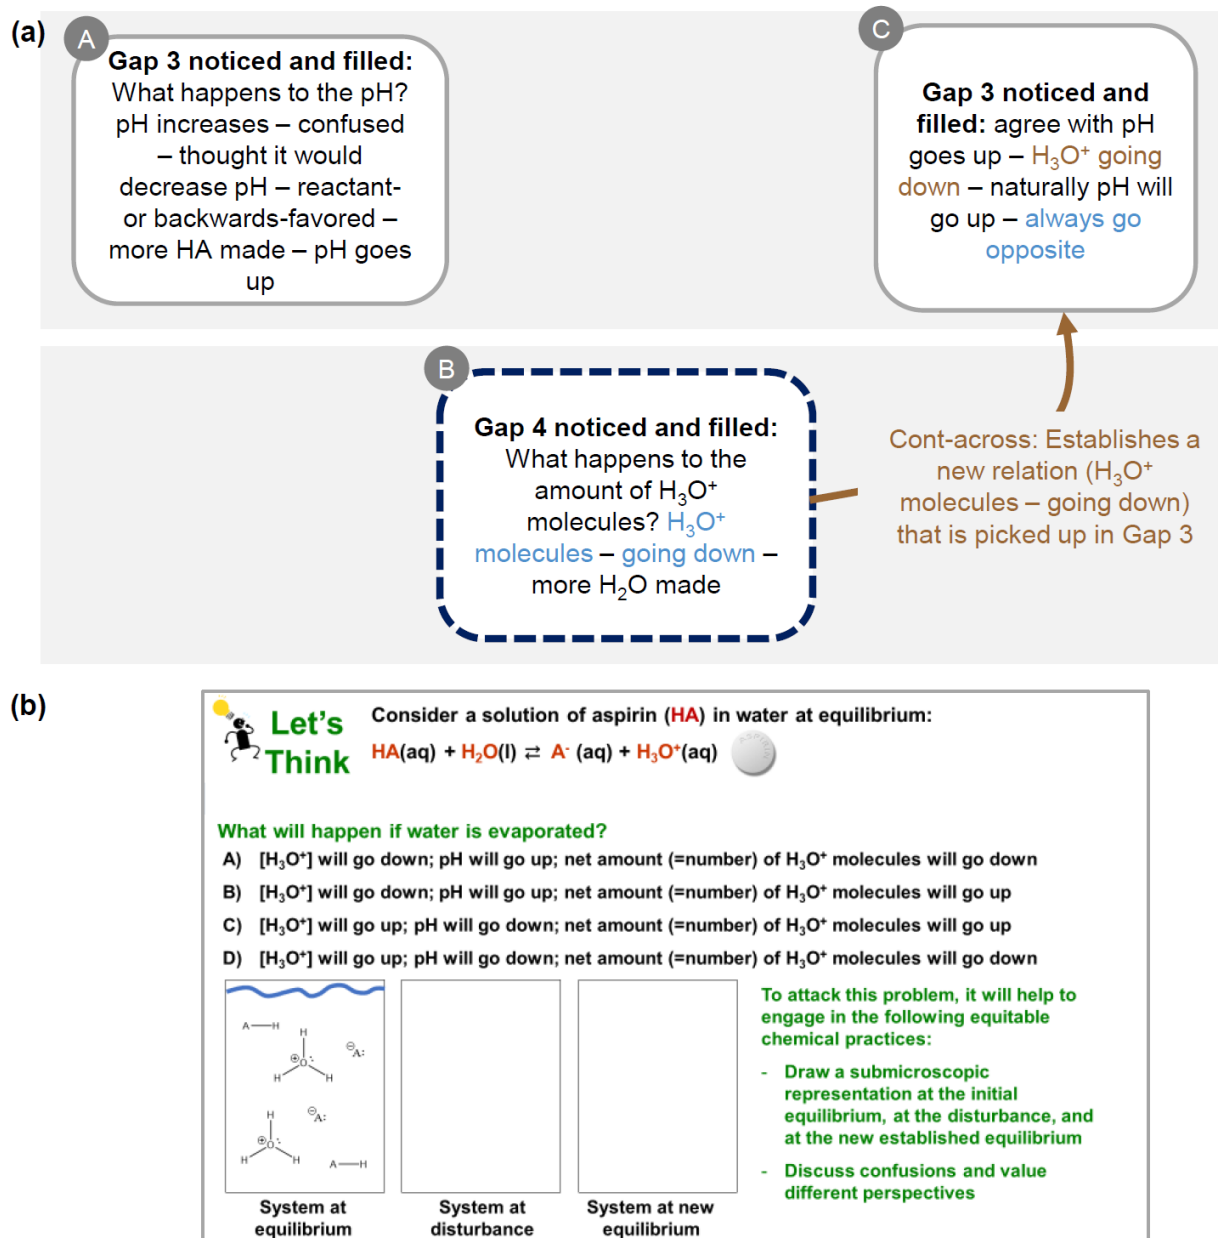 (a)
A
Gap 3 noticed and filled:
What happens to the pH?
pH increases – confused
– thought it would
decrease pH – reactant-
or backwards-favored –
more HA made – pH goes
up
C
Gap 3 noticed and
filled: agree with pH
goes up – H₃O⁺ going
down – naturally pH will
go up – always go
opposite
B
Gap 4 noticed and filled:
What happens to the
amount of H₃O⁺
molecules? H₃O⁺
molecules – going down –
more H₂O made
Cont-across: Establishes a
new relation (H₃O⁺
molecules – going down)
that is picked up in Gap 3
(b)
Let's
Think
Consider a solution of aspirin (HA) in water at equilibrium:
HA(aq) + H₂O(l) ⇄ A⁻ (aq) + H₃O⁺(aq)
ASPIRIN
What will happen if water is evaporated?
A) [H₃O⁺] will go down; pH will go up; net amount (=number) of H₃O⁺ molecules will go down
B) [H₃O⁺] will go down; pH will go up; net amount (=number) of H₃O⁺ molecules will go up
C) [H₃O⁺] will go up; pH will go down; net amount (=number) of H₃O⁺ molecules will go up
D) [H₃O⁺] will go up; pH will go down; net amount (=number) of H₃O⁺ molecules will go down
A—H
H
⊕O:
H H
⊖A:
H
⊕O:
H H
⊖A:
A—H
System at
equilibrium
System at
disturbance
System at new
equilibrium
To attack this problem, it will help to
engage in the following equitable
chemical practices:
- Draw a submicroscopic
representation at the initial
equilibrium, at the disturbance, and
at the new established equilibrium
- Discuss confusions and value
different perspectives